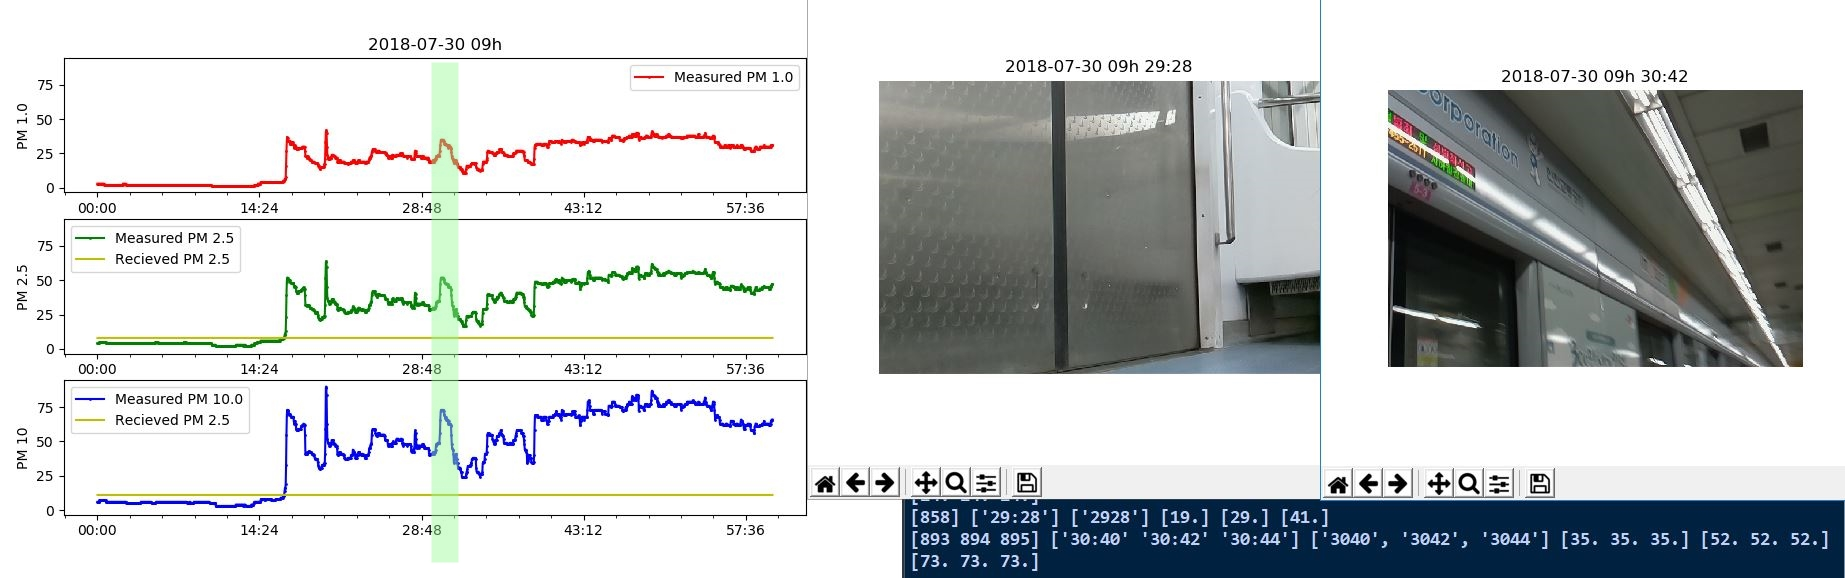 2018-07-30 09h
Measured PM 1.0
PM 1.0
75
50
25
0
00:00
14:24
28:48
43:12
57:36
Measured PM 2.5
Recieved PM 2.5
PM 2.5
75
50
25
0
00:00
14:24
28:48
43:12
57:36
Measured PM 10.0
Recieved PM 2.5
PM 10
75
50
25
0
00:00
14:24
28:48
43:12
57:36
2018-07-30 09h 29:28
2018-07-30 09h 30:42
orporation
[858] ['29:28'] ['2928'] [19.] [29.] [41.]
[893 894 895] ['30:40' '30:42' '30:44'] ['3040', '3042', '3044'] [35. 35. 35.] [52. 52. 52.]
[73. 73. 73.]